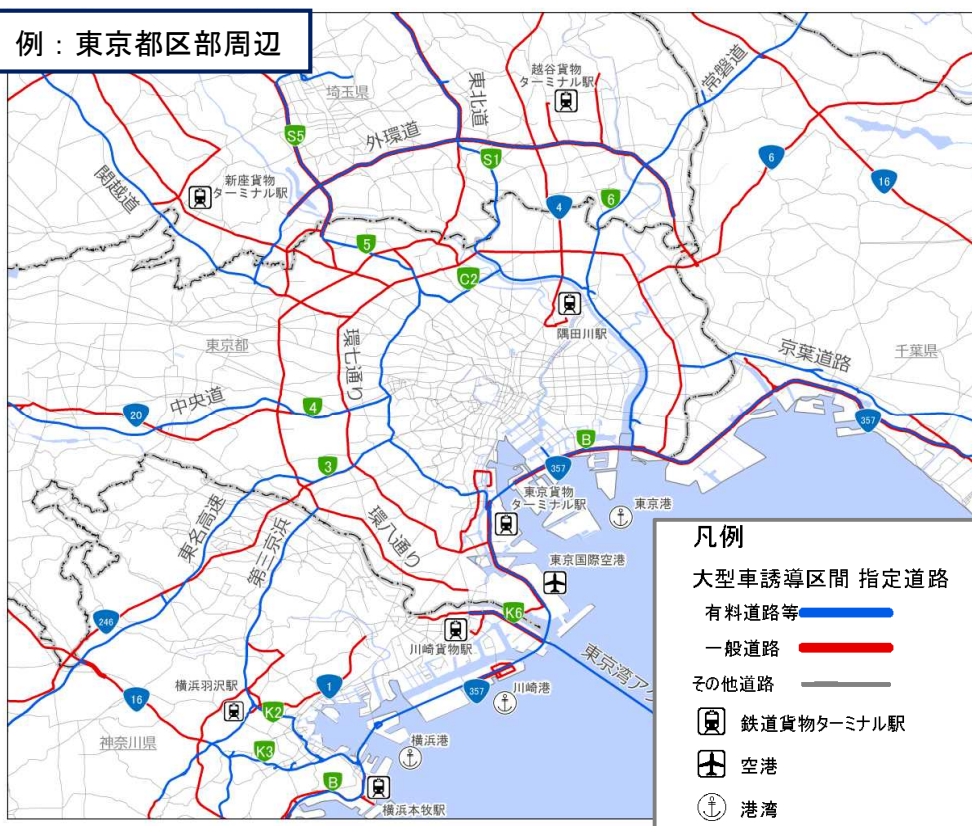 例：東京都区部周辺
埼玉県
東北道
越谷貨物
ターミナル駅
常磐道
S5
外環道
S1
6
16
関越道
新座貨物
ターミナル駅
4
6
5
C2
隅田川駅
東京都
環七通り
京葉道路
千葉県
20
中央道
4
357
B
3
357
東京貨物
ターミナル駅
東京港
東名高速
第三京浜
環八通り
東京国際空港
246
K6
川崎貨物駅
東京湾アク
横浜羽沢駅
1
357
川崎港
16
K2
神奈川県
K3
横浜港
B
横浜本牧駅
凡例
大型車誘導区間 指定道路
有料道路等
一般道路
その他道路
鉄道貨物ターミナル駅
空港
港湾